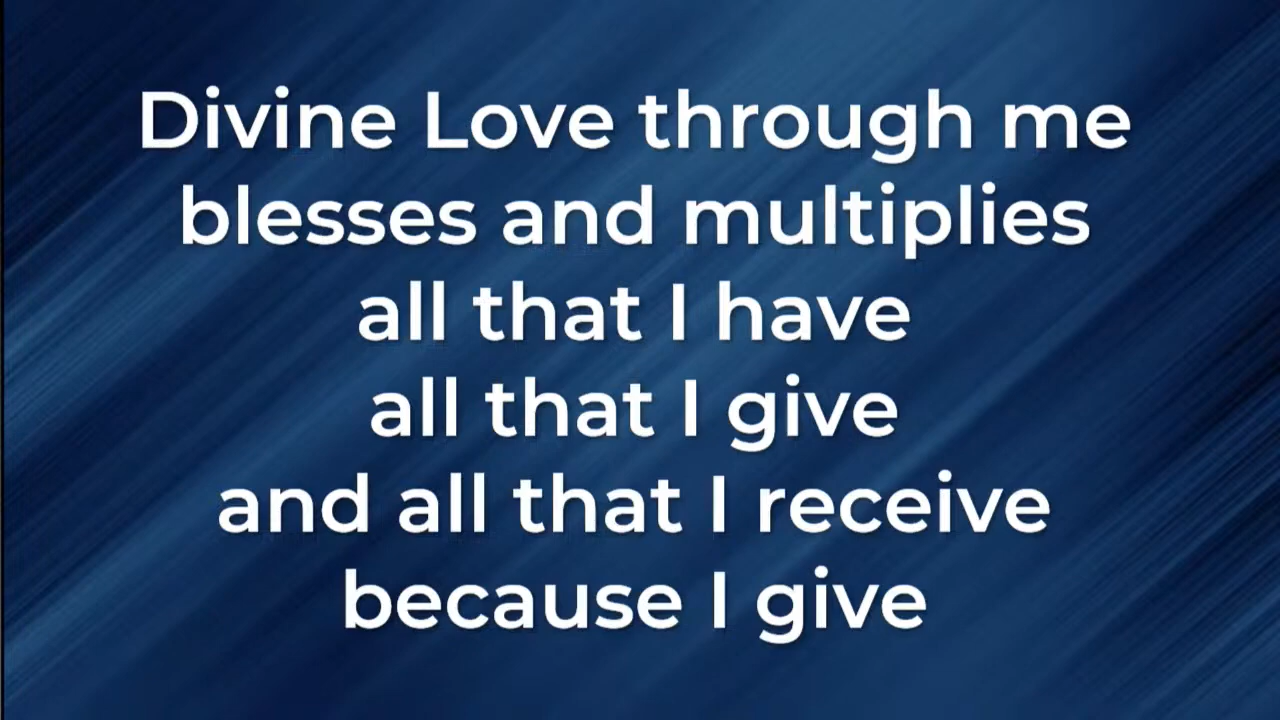 Divine Love through me
blesses and multiplies
all that I have
all that I give
and all that I receive
because I give